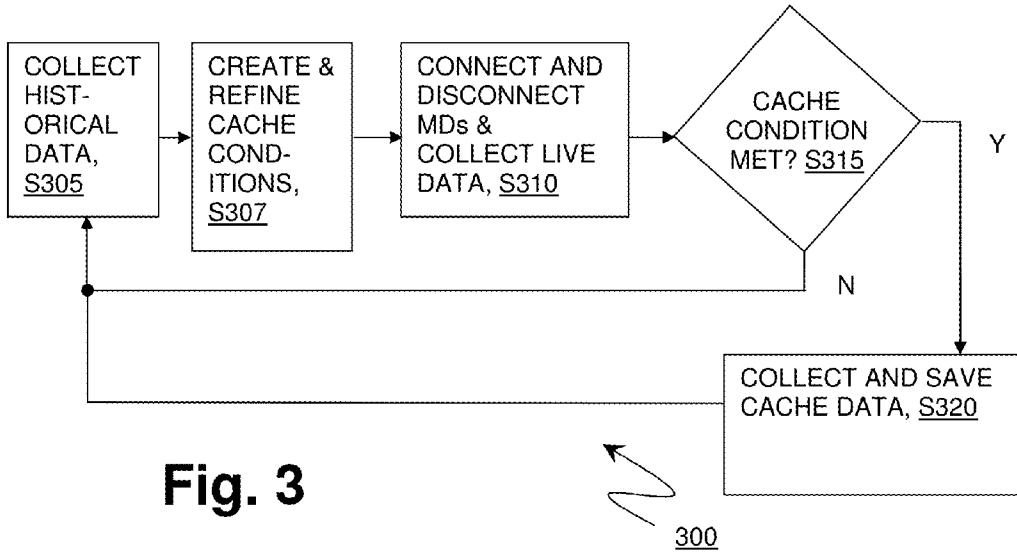 COLLECT
HIST-
ORICAL
DATA,
S305
CREATE &
REFINE
CACHE
COND-
ITIONS,
S307
CONNECT AND
DISCONNECT
MDs &
COLLECT LIVE
DATA, S310
CACHE
CONDITION
MET? S315
Y
N
COLLECT AND SAVE
CACHE DATA, S320
Fig. 3
300